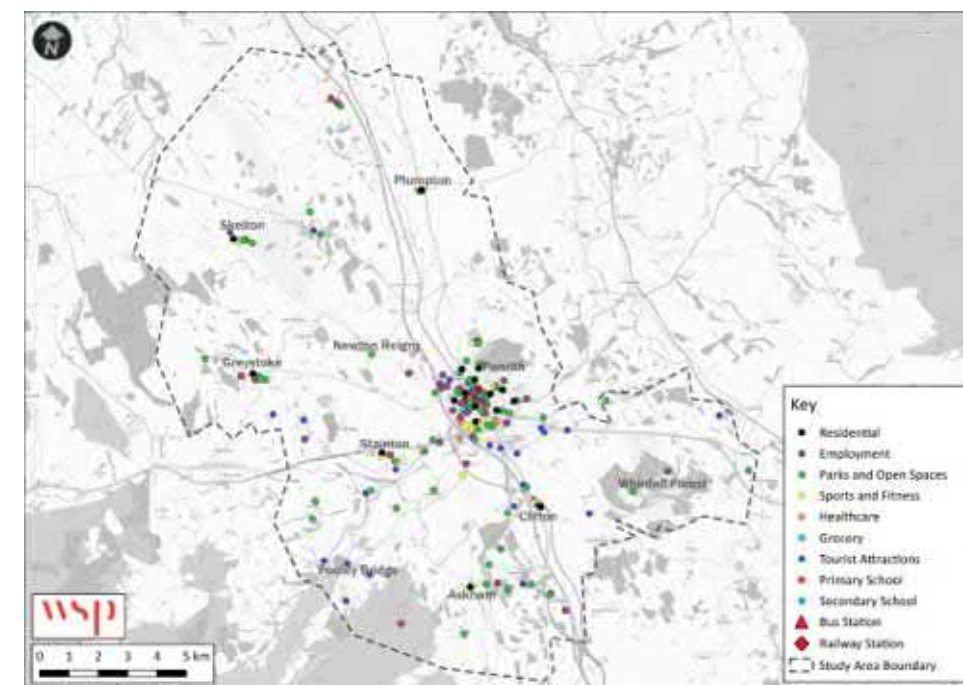 N
Plumpton
Skelton
Newton Reigny
Penrith
Greystoke
Stainton
Whinfell Forest
Clifton
Pooley Bridge
Askham
wsp
0 1 2 3 4 5 km
Key
Residential
Employment
Parks and Open Spaces
Sports and Fitness
Healthcare
Grocery
Tourist Attractions
Primary School
Secondary School
Bus Station
Railway Station
Study Area Boundary